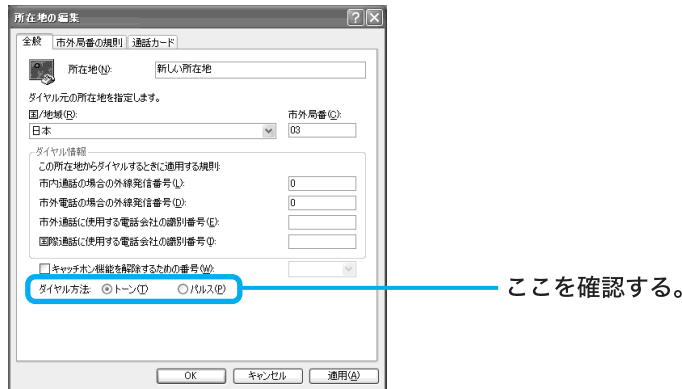 所在地の編集
全般 市外局番の規則 通話カード
所在地(N): 新しい所在地
ダイヤル元の所在地を指定します。
国/地域(R): 市外局番(C):
日本 03
ダイヤル情報
この所在地からダイヤルするときに適用する規則:
市内通話の場合の外線発信番号(L): 0
市外電話の場合の外線発信番号(D): 0
市外通話に使用する電話会社の識別番号(E):
国際通話に使用する電話会社の識別番号(I):
キャッチホン機能を解除するための番号(W):
ダイヤル方法: トーン(T) パルス(P)
ここを確認する。
OK キャンセル 適用(A)